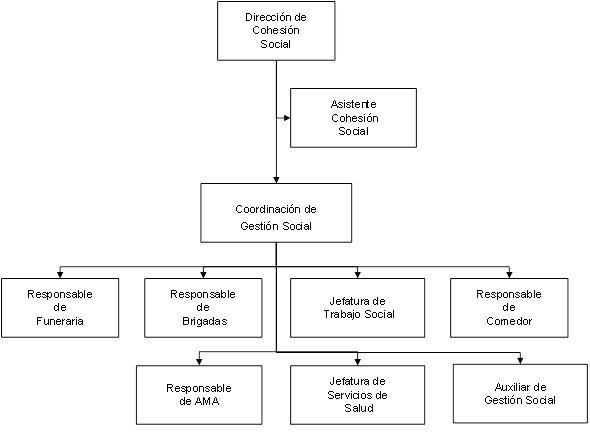 Dirección de
Cohesión
Social
Asistente
Cohesión
Social
Coordinación de
Gestión Social
Responsable
de
Funeraria
Responsable
de
Brigadas
Jefatura de
Trabajo Social
Responsable
de
Comedor
Responsable
de AMA
Jefatura de
Servicios de
Salud
Auxiliar de
Gestión Social